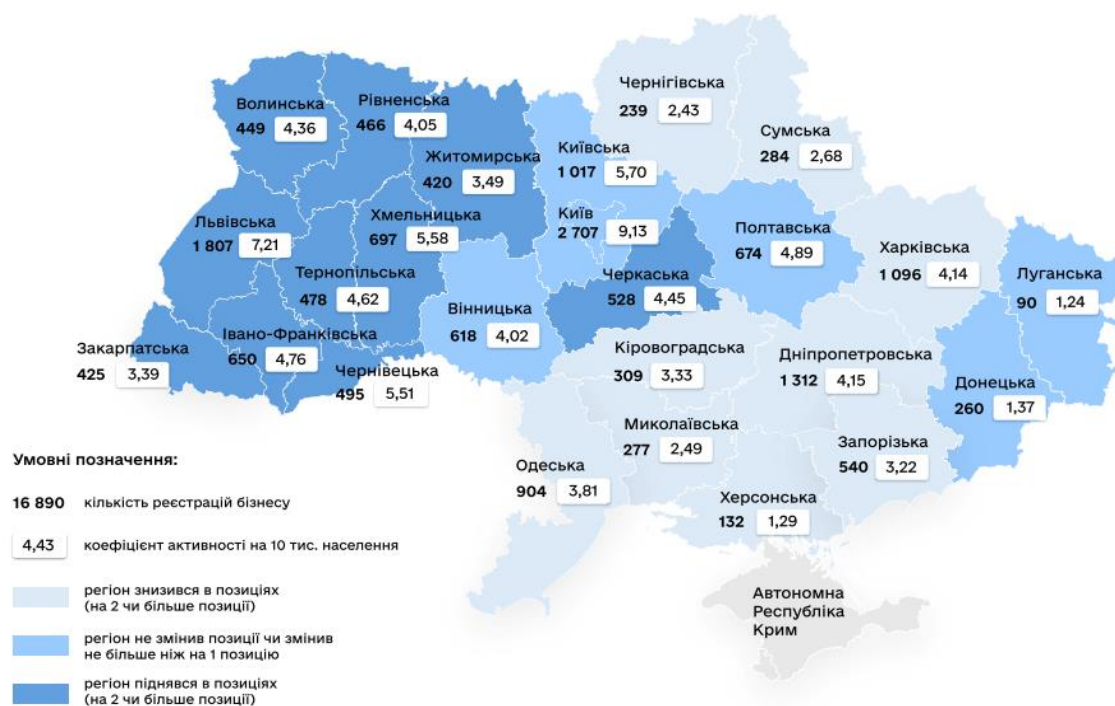 Чернігівська
239 2,43
Волинська
449 4,36
Рівненська
466 4,05
Сумська
284 2,68
Житомирська
420 3,49
Київська
1 017 5,70
Львівська
1 807 7,21
Хмельницька
697 5,58
Київ
2 707 9,13
Полтавська
674 4,89
Харківська
1 096 4,14
Луганська
90 1,24
Тернопільська
478 4,62
Черкаська
528 4,45
Вінницька
618 4,02
Івано-Франківська
650 4,76
Закарпатська
425 3,39
Чернівецька
495 5,51
Кіровоградська
309 3,33
Дніпропетровська
1 312 4,15
Донецька
260 1,37
Миколаївська
277 2,49
Запорізька
540 3,22
Одеська
904 3,81
Херсонська
132 1,29
Автономна
Республіка
Крим
Умовні позначення:
16 890 кількість реєстрацій бізнесу
4,43 коефіцієнт активності на 10 тис. населення
регіон знизився в позиціях
(на 2 чи більше позиції)
регіон не змінив позиції чи змінив
не більше ніж на 1 позицію
регіон піднявся в позиціях
(на 2 чи більше позиції)